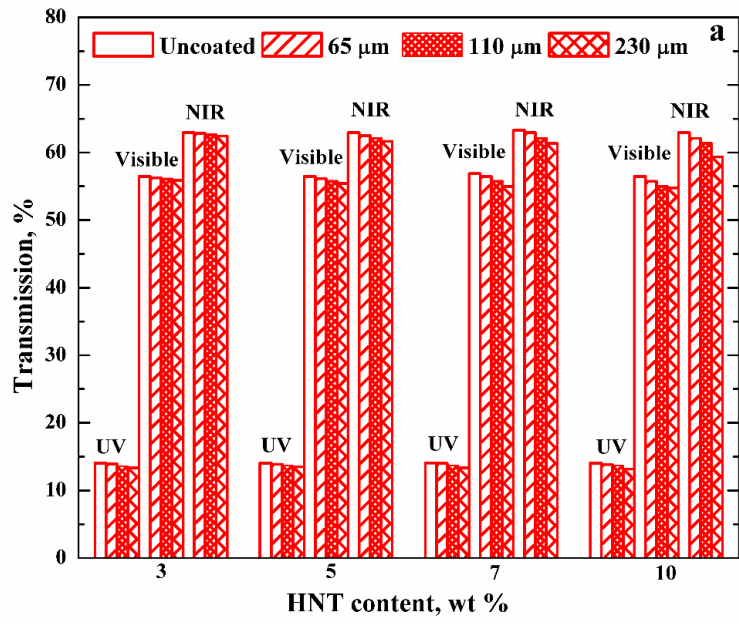 80
70
60
50
40
30
20
10
0
Transmission, %
Uncoated 65 μm 110 μm 230 μm
a
UV Visible NIR
UV Visible NIR
UV Visible NIR
UV Visible NIR
3 5 7 10
HNT content, wt %